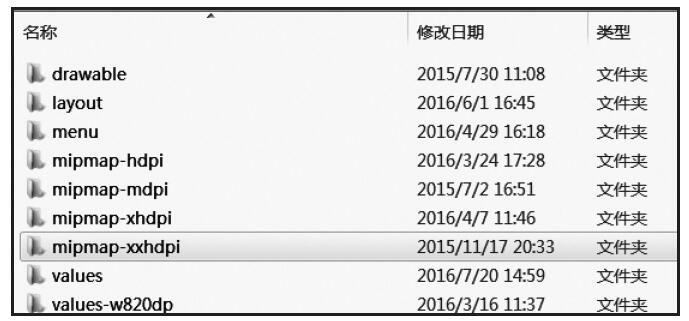 名称 修改日期 类型
drawable 2015/7/30 11:08 文件夹
layout 2016/6/1 16:45 文件夹
menu 2016/4/29 16:18 文件夹
mipmap-hdpi 2016/3/24 17:28 文件夹
mipmap-mdpi 2015/7/2 16:51 文件夹
mipmap-xhdpi 2016/4/7 11:46 文件夹
mipmap-xxhdpi 2015/11/17 20:33 文件夹
values 2016/7/20 14:59 文件夹
values-w820dp 2016/3/16 11:37 文件夹